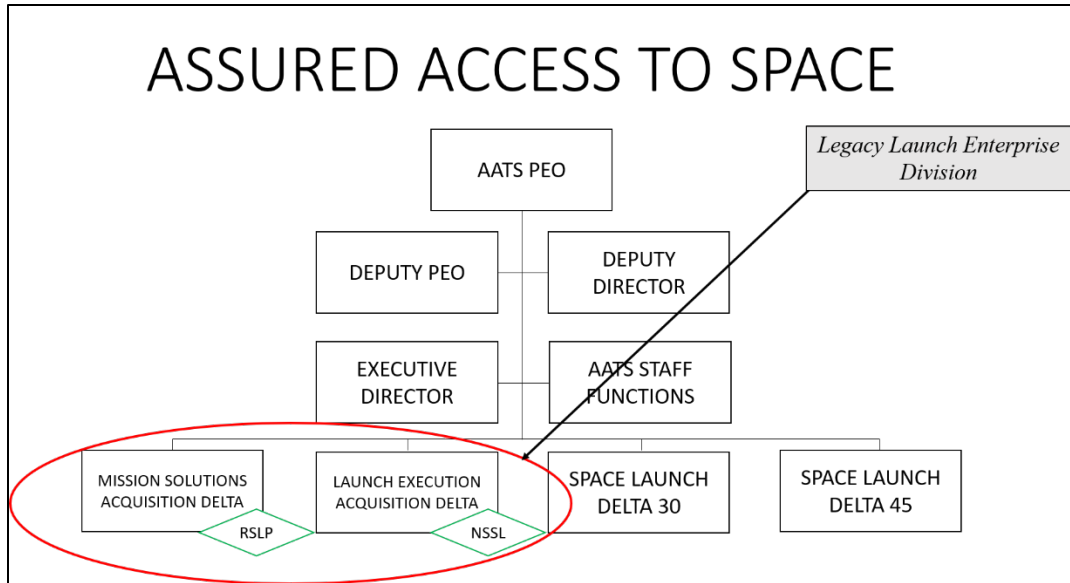 ASSURED ACCESS TO SPACE
Legacy Launch Enterprise
Division
AATS PEO
DEPUTY PEO
DEPUTY
DIRECTOR
EXECUTIVE
DIRECTOR
AATS STAFF
FUNCTIONS
MISSION SOLUTIONS
ACQUISITION DELTA
RSLP
LAUNCH EXECUTION
ACQUISITION DELTA
NSSL
SPACE LAUNCH
DELTA 30
SPACE LAUNCH
DELTA 45